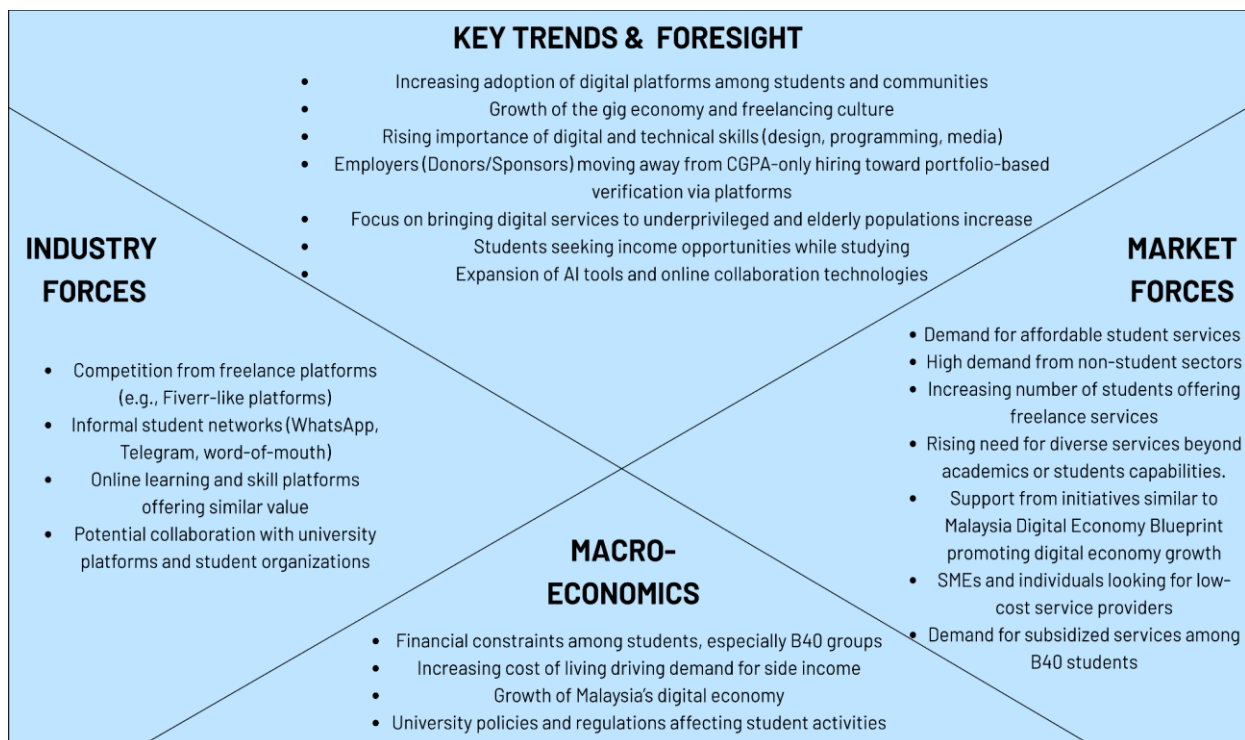 KEY TRENDS & FORESIGHT
• Increasing adoption of digital platforms among students and communities
• Growth of the gig economy and freelancing culture
• Rising importance of digital and technical skills (design, programming, media)
• Employers (Donors/Sponsors) moving away from CGPA-only hiring toward portfolio-based
verification via platforms
• Focus on bringing digital services to underprivileged and elderly populations increase
• Students seeking income opportunities while studying
• Expansion of AI tools and online collaboration technologies
INDUSTRY
FORCES
• Competition from freelance platforms
(e.g., Fiverr-like platforms)
• Informal student networks (WhatsApp,
Telegram, word-of-mouth)
• Online learning and skill platforms
offering similar value
• Potential collaboration with university
platforms and student organizations
MARKET
FORCES
• Demand for affordable student services
• High demand from non-student sectors
• Increasing number of students offering
freelance services
• Rising need for diverse services beyond
academics or students capabilities.
• Support from initiatives similar to
Malaysia Digital Economy Blueprint
promoting digital economy growth
• SMEs and individuals looking for low-
cost service providers
• Demand for subsidized services among
B40 students
MACRO-
ECONOMICS
• Financial constraints among students, especially B40 groups
• Increasing cost of living driving demand for side income
• Growth of Malaysia's digital economy
• University policies and regulations affecting student activities